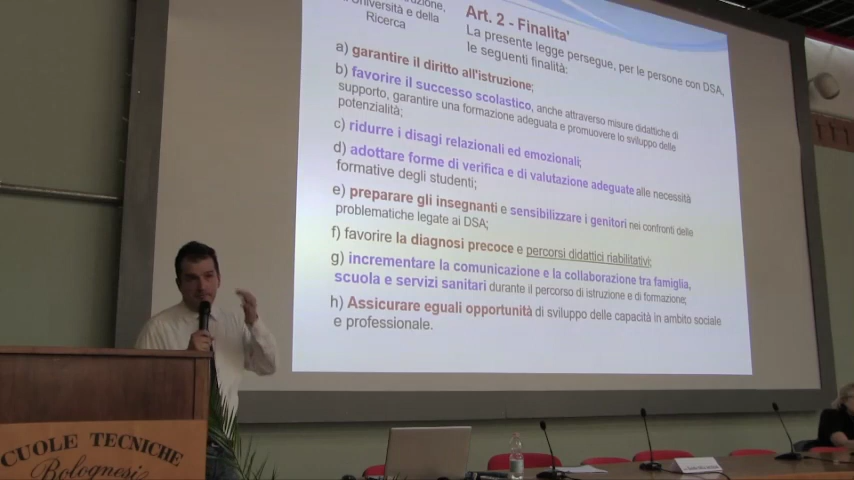 Università e della
Ricerca
Art. 2 - Finalita'
La presente legge persegue, per le persone con DSA,
le seguenti finalità:
a) garantire il diritto all'istruzione;
b) favorire il successo scolastico, anche attraverso misure didattiche di
supporto, garantire una formazione adeguata e promuovere lo sviluppo delle
potenzialità;
c) ridurre i disagi relazionali ed emozionali;
d) adottare forme di verifica e di valutazione adeguate alle necessità
formative degli studenti;
e) preparare gli insegnanti e sensibilizzare i genitori nei confronti delle
problematiche legate ai DSA;
f) favorire la diagnosi precoce e percorsi didattici riabilitativi;
g) incrementare la comunicazione e la collaborazione tra famiglia,
scuola e servizi sanitari durante il percorso di istruzione e di formazione;
h) Assicurare eguali opportunità di sviluppo delle capacità in ambito sociale
e professionale.
CUOLE TECNICHE
Bolognesi